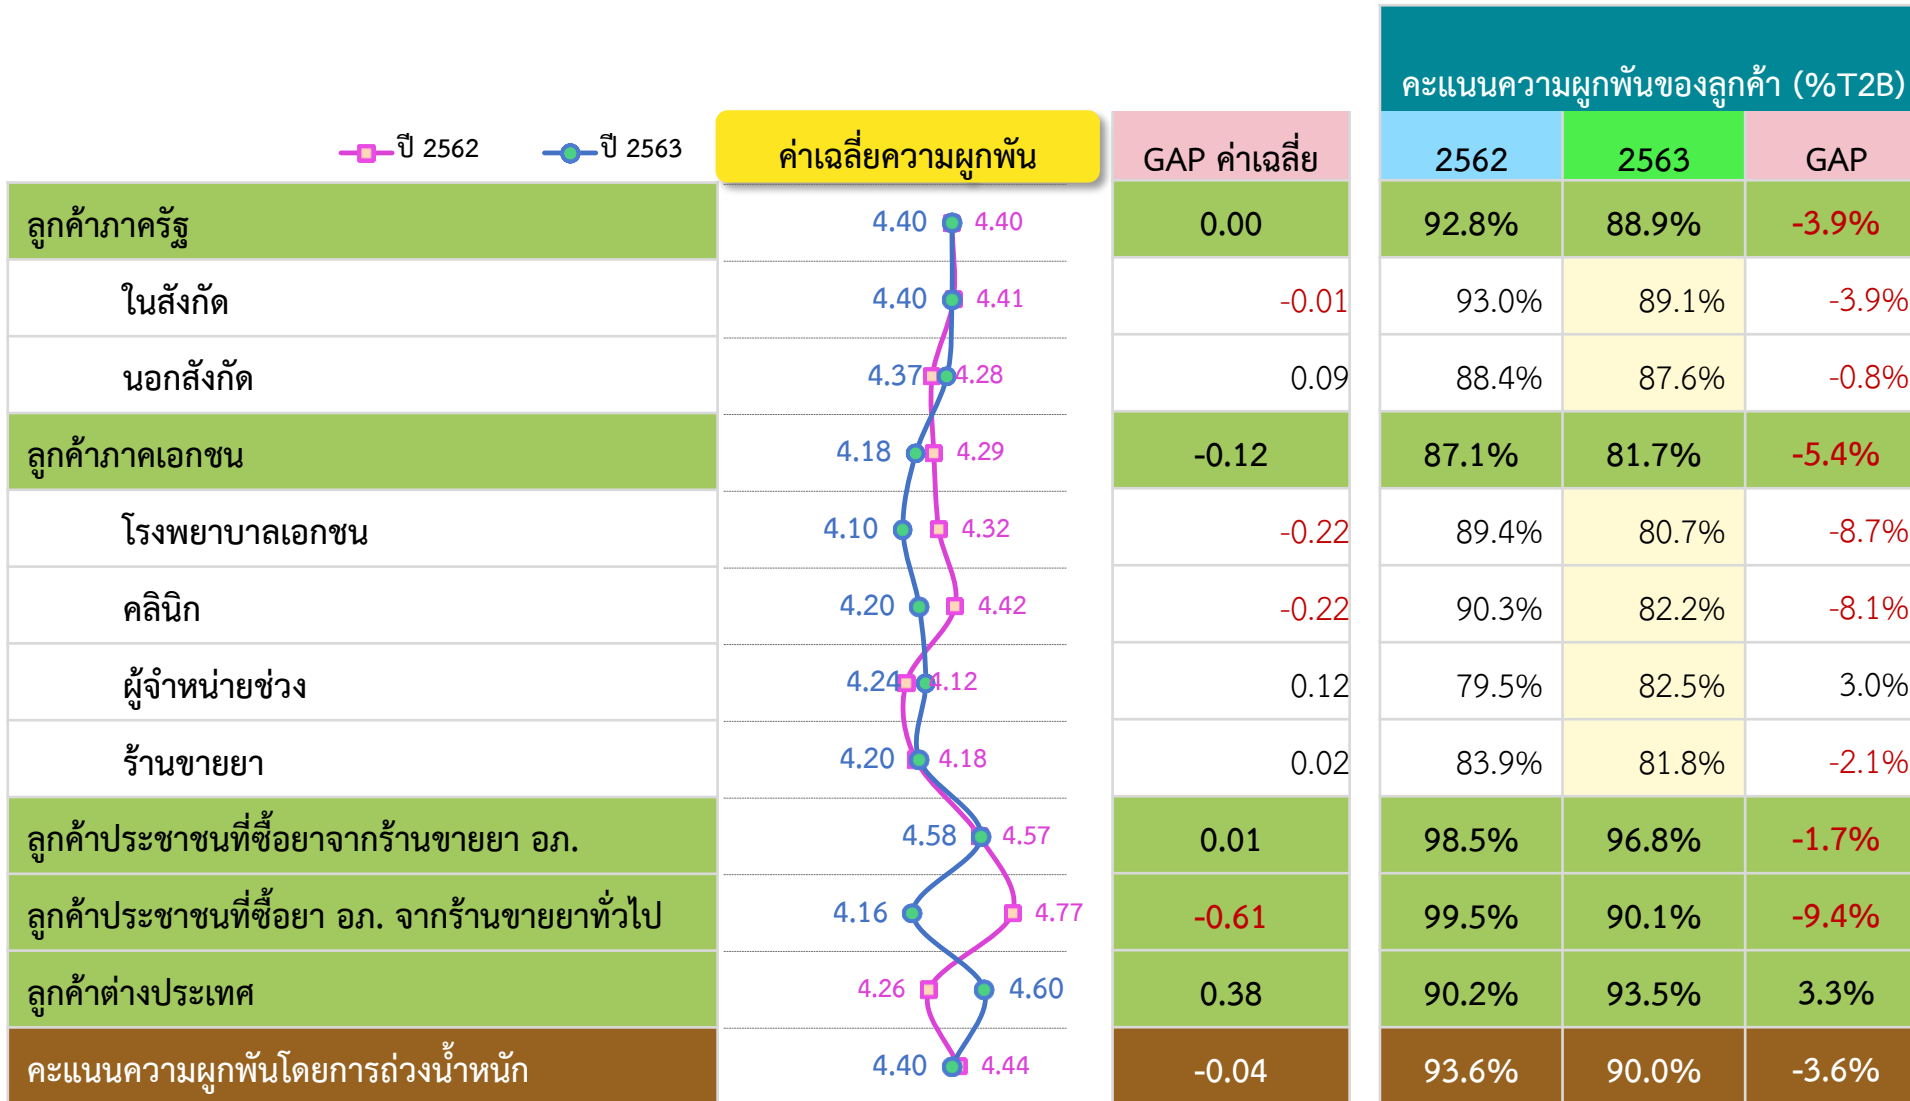 คะแนนความผูกพันของลูกค้า (%T2B)
ปี 2562 ปี 2563 ค่าเฉลี่ยความผูกพัน GAP ค่าเฉลี่ย 2562 2563 GAP
ลูกค้าภาครัฐ 4.40 4.40 0.00 92.8% 88.9% -3.9%
ในสังกัด 4.40 4.41 -0.01 93.0% 89.1% -3.9%
นอกสังกัด 4.37 4.28 0.09 88.4% 87.6% -0.8%
ลูกค้าภาคเอกชน 4.18 4.29 -0.12 87.1% 81.7% -5.4%
โรงพยาบาลเอกชน 4.10 4.32 -0.22 89.4% 80.7% -8.7%
คลินิก 4.20 4.42 -0.22 90.3% 82.2% -8.1%
ผู้จำหน่ายช่วง 4.24 4.12 0.12 79.5% 82.5% 3.0%
ร้านขายยา 4.20 4.18 0.02 83.9% 81.8% -2.1%
ลูกค้าประชาชนที่ซื้อยาจากร้านขายยา อภ. 4.58 4.57 0.01 98.5% 96.8% -1.7%
ลูกค้าประชาชนที่ซื้อยา อภ. จากร้านขายยาทั่วไป 4.16 4.77 -0.61 99.5% 90.1% -9.4%
ลูกค้าต่างประเทศ 4.26 4.60 0.38 90.2% 93.5% 3.3%
คะแนนความผูกพันโดยการถ่วงน้ำหนัก 4.40 4.44 -0.04 93.6% 90.0% -3.6%